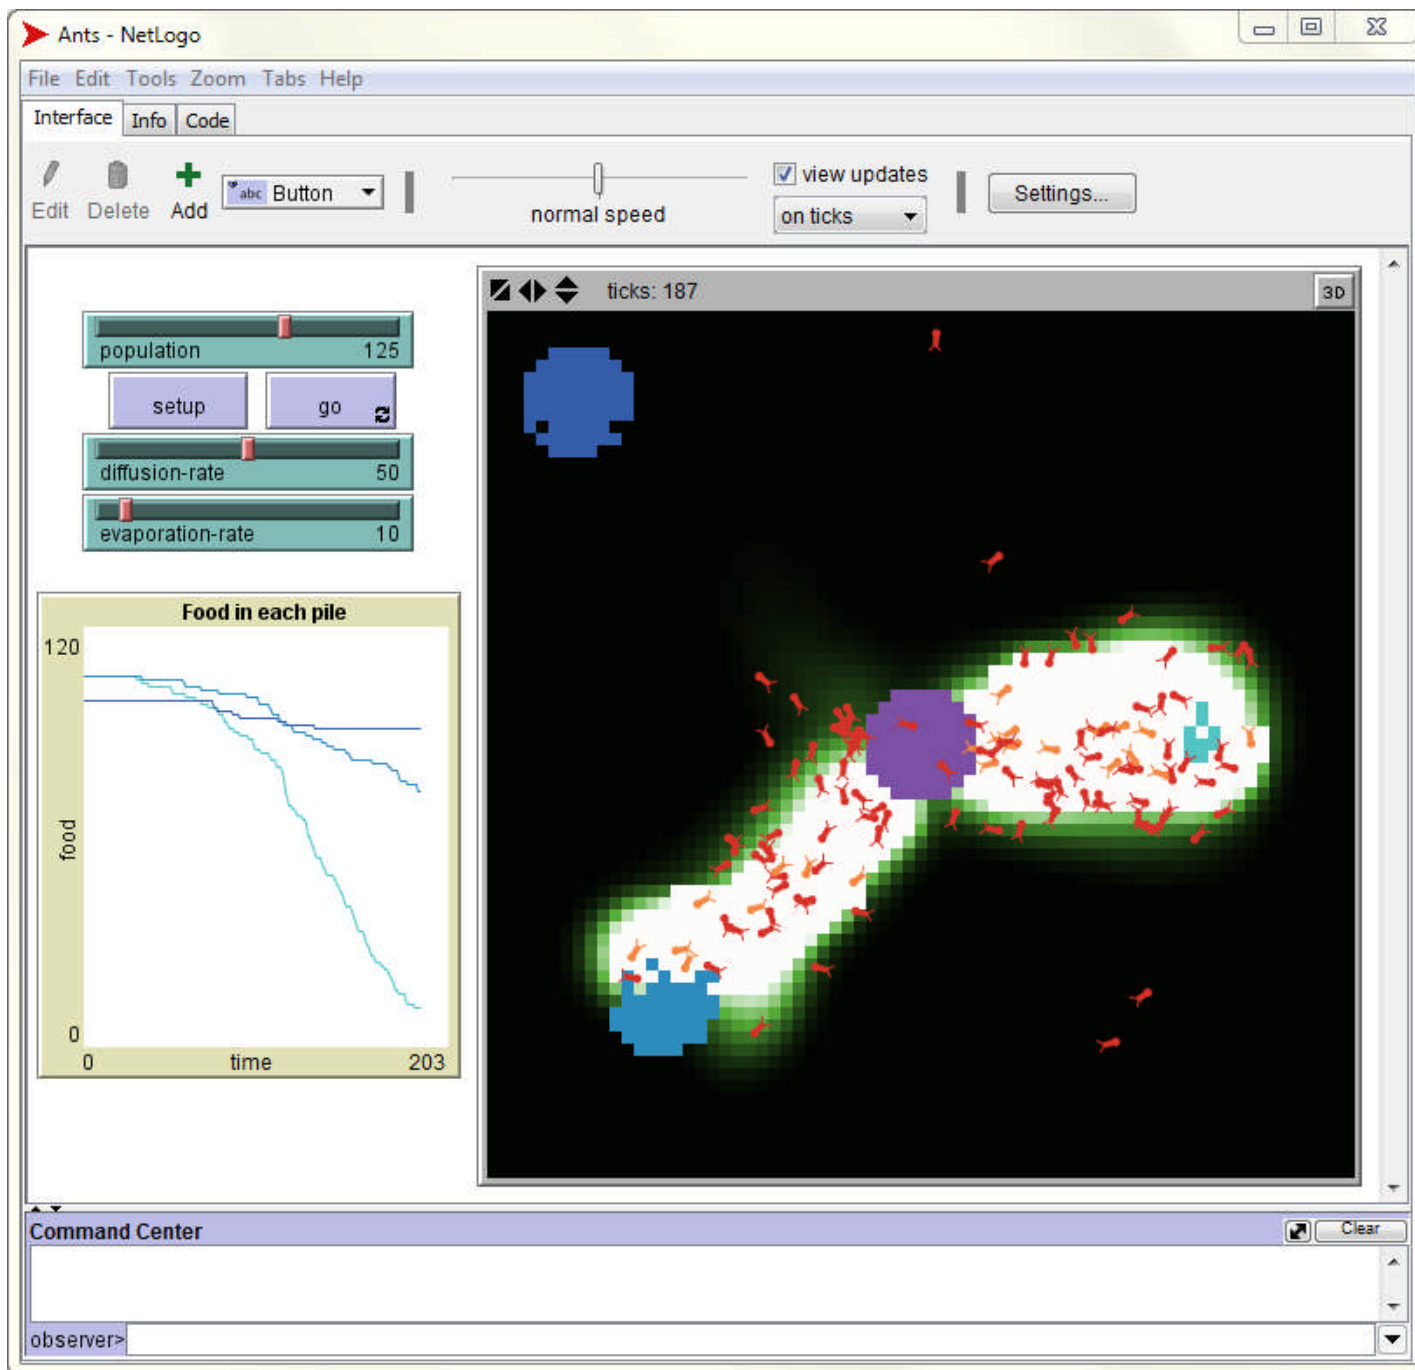 Ants - NetLogo
File Edit Tools Zoom Tabs Help
Interface Info Code
Edit Delete Add abc Button normal speed view updates on ticks Settings...
ticks: 187 3D
population 125
setup go
diffusion-rate 50
evaporation-rate 10
Food in each pile
120
food
0
0 time 203
Command Center Clear
observer>